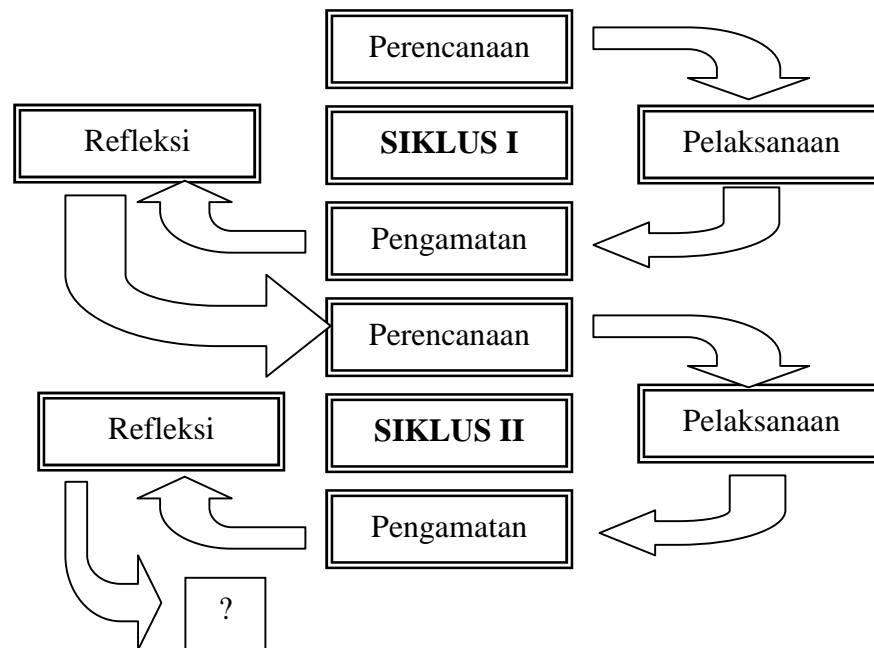 Perencanaan
Refleksi
SIKLUS I
Pelaksanaan
Pengamatan
Perencanaan
Refleksi
SIKLUS II
Pelaksanaan
Pengamatan
?